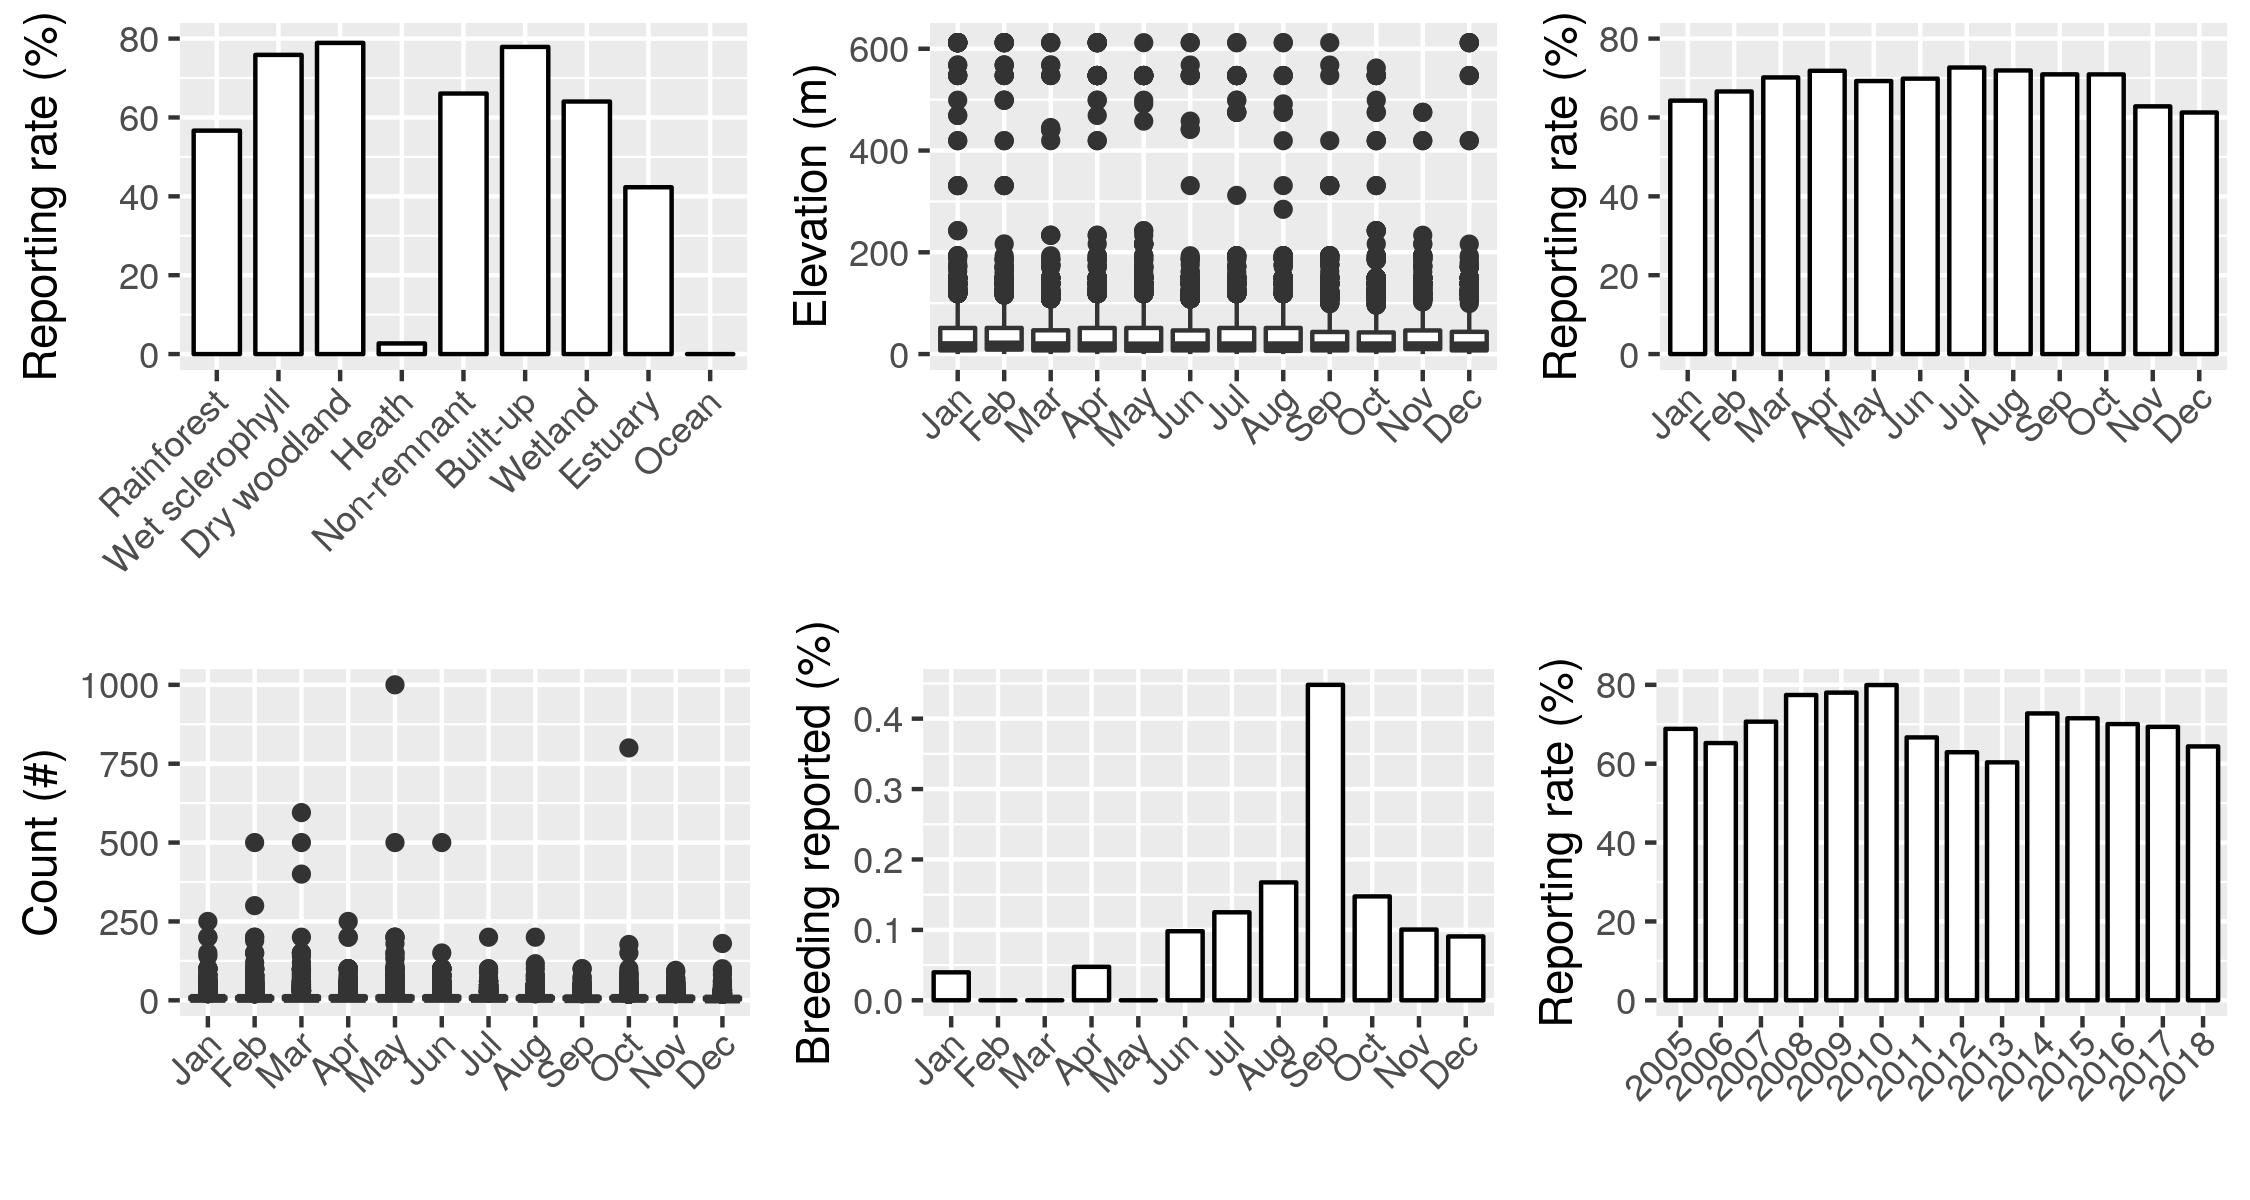 Reporting rate (%)
80
60
40
20
0
Rainforest
Wet sclerophyll
Dry woodland
Heath
Non-remnant
Built-up
Wetland
Estuary
Ocean
Elevation (m)
600
400
200
0
Jan
Feb
Mar
Apr
May
Jun
Jul
Aug
Sep
Oct
Nov
Dec
Reporting rate (%)
80
60
40
20
0
Jan
Feb
Mar
Apr
May
Jun
Jul
Aug
Sep
Oct
Nov
Dec
Count (#)
1000
750
500
250
0
Jan
Feb
Mar
Apr
May
Jun
Jul
Aug
Sep
Oct
Nov
Dec
Breeding reported (%)
0.4
0.3
0.2
0.1
0.0
Jan
Feb
Mar
Apr
May
Jun
Jul
Aug
Sep
Oct
Nov
Dec
Reporting rate (%)
80
60
40
20
0
2005
2006
2007
2008
2009
2010
2011
2012
2013
2014
2015
2016
2017
2018